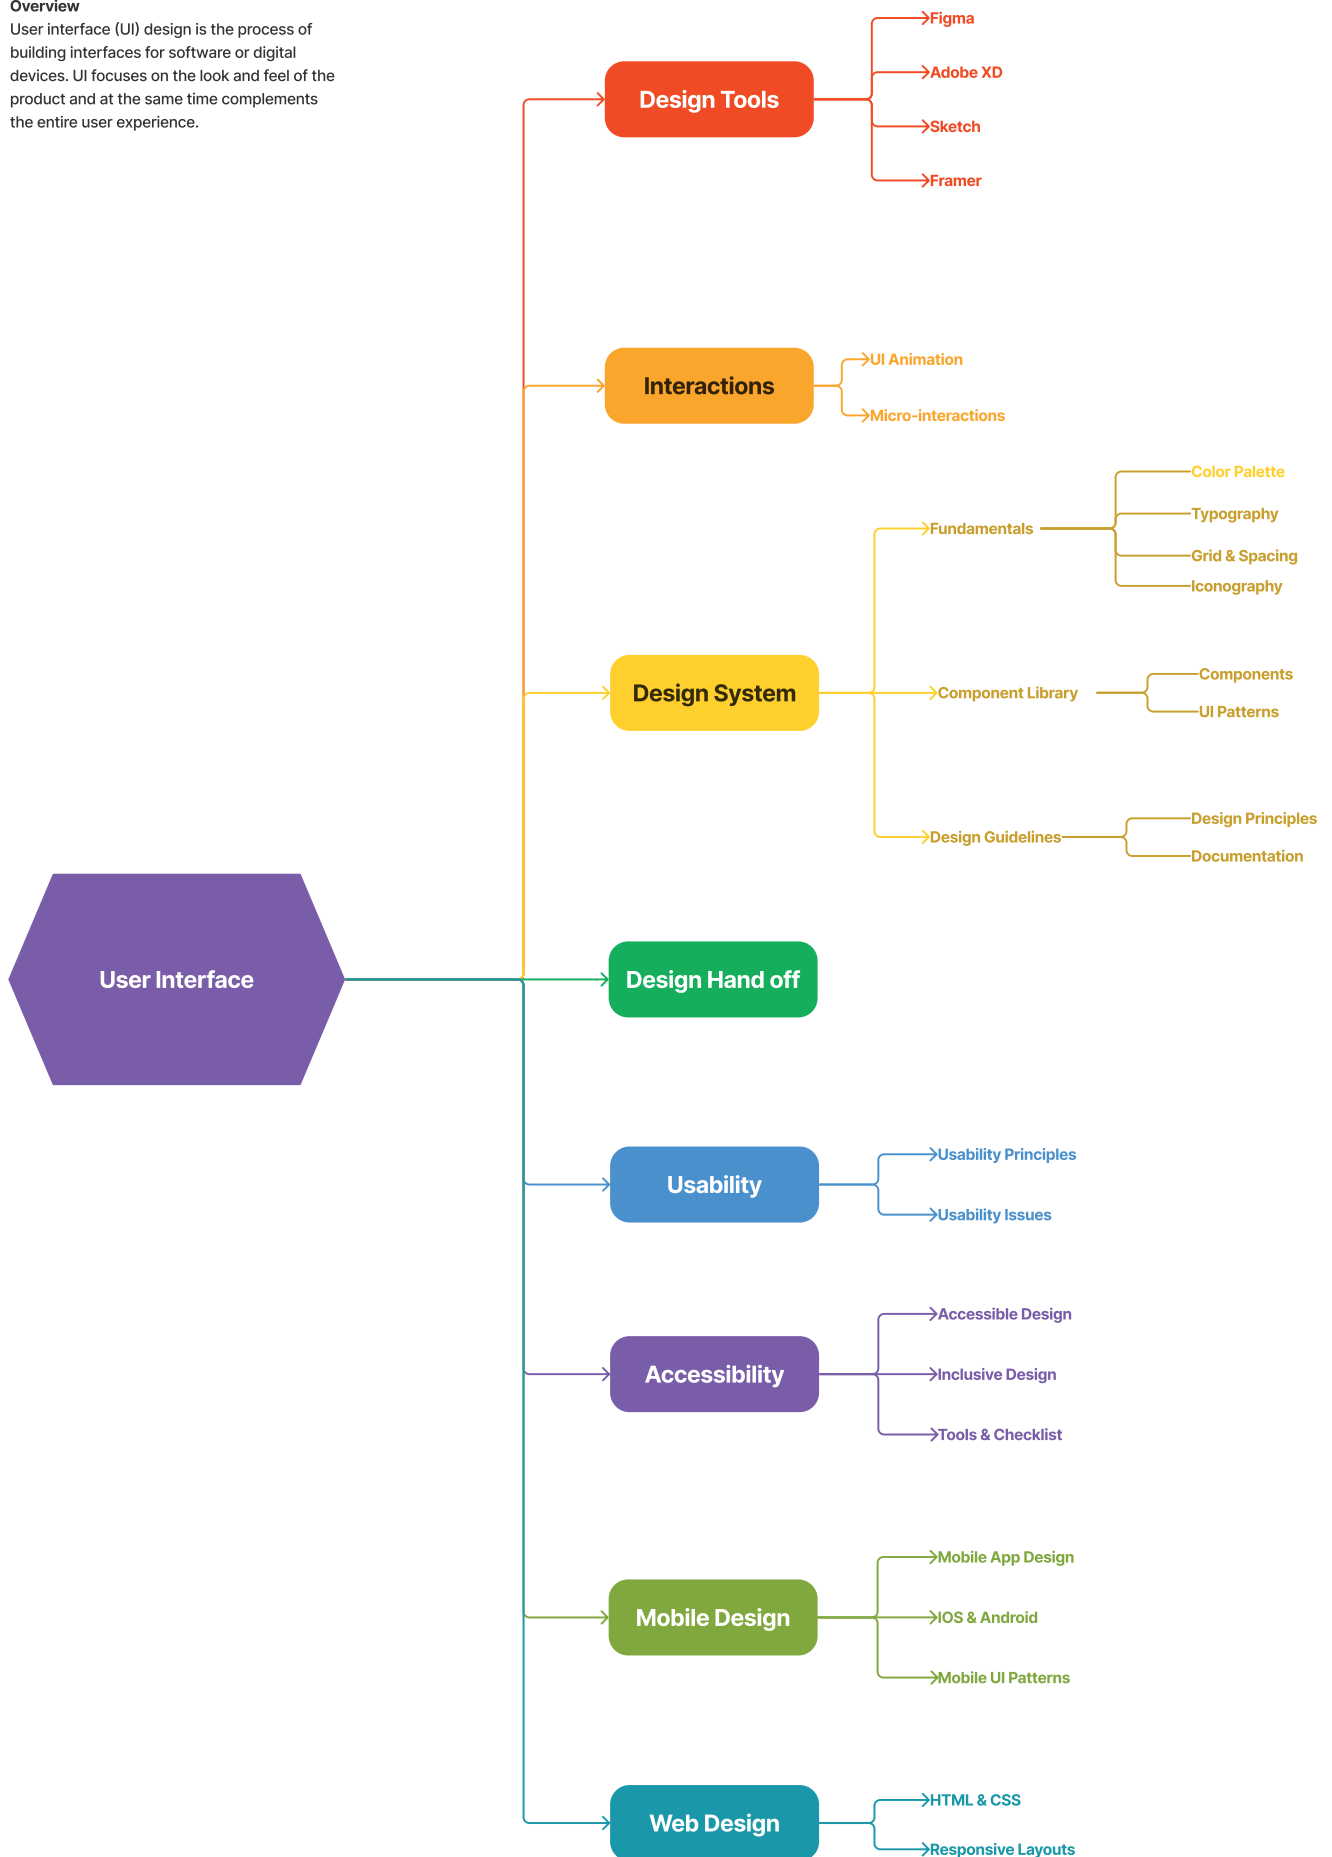 Overview
User interface (UI) design is the process of
building interfaces for software or digital
devices. UI focuses on the look and feel of the
product and at the same time complements
the entire user experience.
User Interface
Design Tools
Figma
Adobe XD
Sketch
Framer
Interactions
UI Animation
Micro-interactions
Design System
Fundamentals
Color Palette
Typography
Grid & Spacing
Iconography
Component Library
Components
UI Patterns
Design Guidelines
Design Principles
Documentation
Design Hand off
Usability
Usability Principles
Usability Issues
Accessibility
Accessible Design
Inclusive Design
Tools & Checklist
Mobile Design
Mobile App Design
IOS & Android
Mobile UI Patterns
Web Design
HTML & CSS
Responsive Layouts